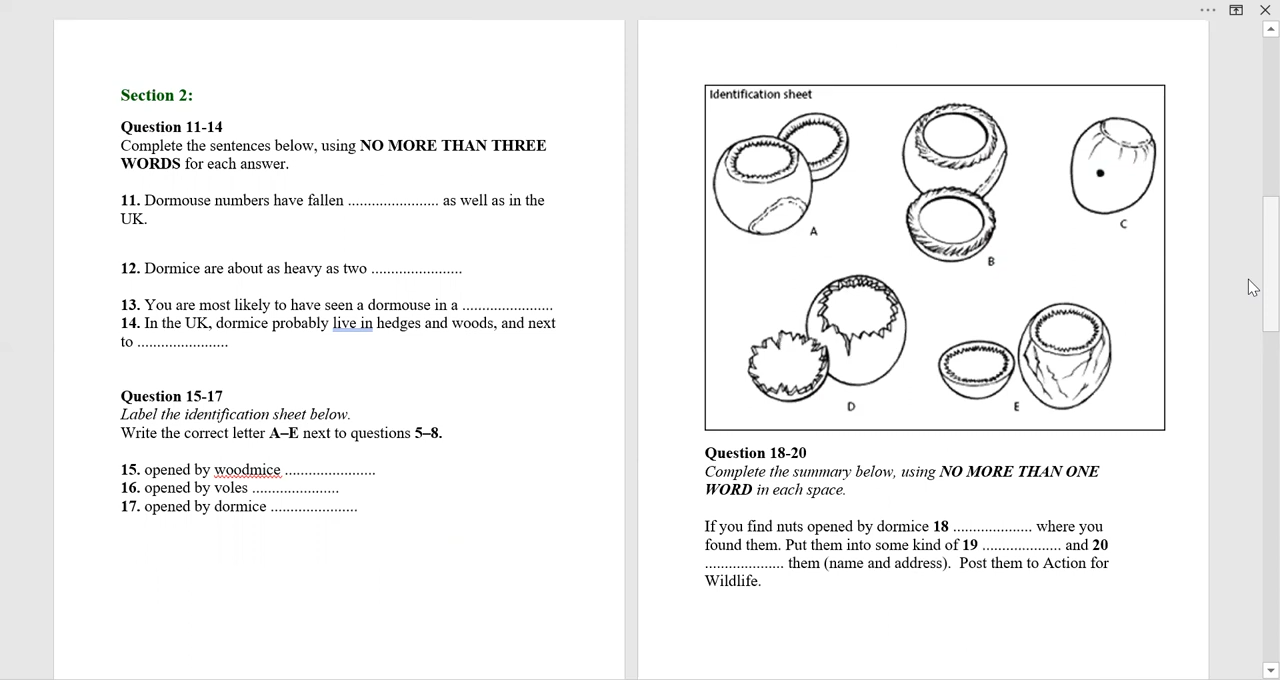 Section 2:
Question 11-14
Complete the sentences below, using NO MORE THAN THREE
WORDS for each answer.
11. Dormouse numbers have fallen ....................... as well as in the
UK.
12. Dormice are about as heavy as two .......................
13. You are most likely to have seen a dormouse in a .......................
14. In the UK, dormice probably live in hedges and woods, and next
to .......................
Question 15-17
Label the identification sheet below.
Write the correct letter A–E next to questions 5–8.
15. opened by woodmice .......................
16. opened by voles ......................
17. opened by dormice ......................
Identification sheet
A
B
C
D
E
Question 18-20
Complete the summary below, using NO MORE THAN ONE
WORD in each space.
If you find nuts opened by dormice 18 .................... where you
found them. Put them into some kind of 19 .................... and 20
.................... them (name and address).  Post them to Action for
Wildlife.